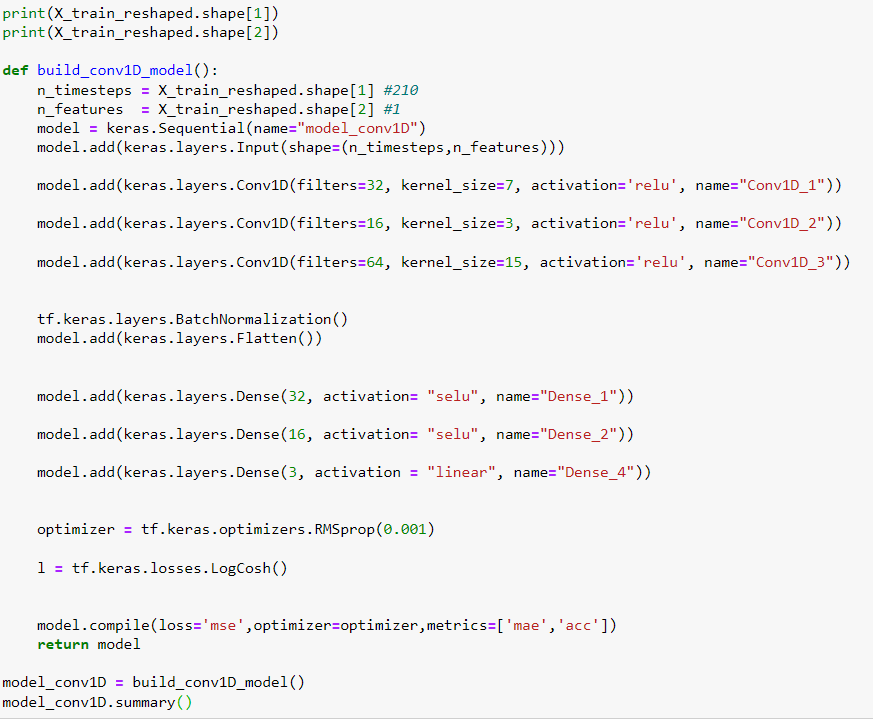 print(X_train_reshaped.shape[1])
print(X_train_reshaped.shape[2])
def build_conv1D_model():
    n_timesteps = X_train_reshaped.shape[1] #210
    n_features  = X_train_reshaped.shape[2] #1
    model = keras.Sequential(name="model_conv1D")
    model.add(keras.layers.Input(shape=(n_timesteps,n_features)))
    model.add(keras.layers.Conv1D(filters=32, kernel_size=7, activation='relu', name="Conv1D_1"))
    model.add(keras.layers.Conv1D(filters=16, kernel_size=3, activation='relu', name="Conv1D_2"))
    model.add(keras.layers.Conv1D(filters=64, kernel_size=15, activation='relu', name="Conv1D_3"))
    tf.keras.layers.BatchNormalization()
    model.add(keras.layers.Flatten())
    model.add(keras.layers.Dense(32, activation= "selu", name="Dense_1"))
    model.add(keras.layers.Dense(16, activation= "selu", name="Dense_2"))
    model.add(keras.layers.Dense(3, activation = "linear", name="Dense_4"))
    optimizer = tf.keras.optimizers.RMSprop(0.001)
    l = tf.keras.losses.LogCosh()
    model.compile(loss='mse',optimizer=optimizer,metrics=['mae','acc'])
    return model
model_conv1D = build_conv1D_model()
model_conv1D.summary()